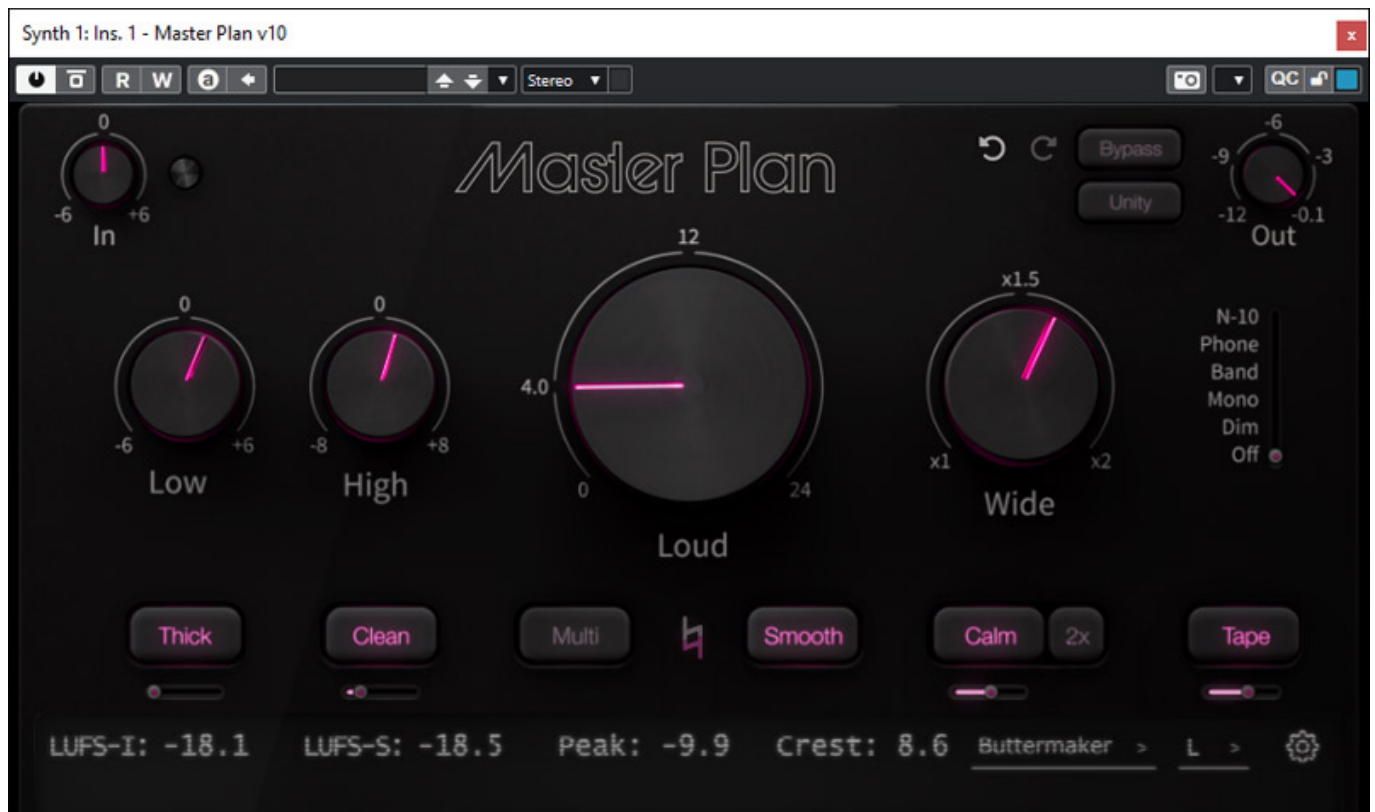 Synth 1: Ins. 1 - Master Plan v10
x
R W a Stereo QC
0
-6 +6
In
Master Plan
Bypass
Unity
-6
-9 -3
-12 -0.1
Out
0
-6 +6
Low
0
-8 +8
High
12
4.0
0 24
Loud
x1.5
x1 x2
Wide
N-10
Phone
Band
Mono
Dim
Off
Thick Clean Multi Smooth Calm 2x Tape
LUFS-I: -18.1 LUFS-S: -18.5 Peak: -9.9 Crest: 8.6 Buttermaker > L >